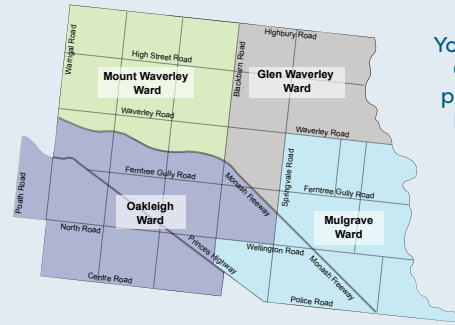 Highbury Road
Warrigal Road
High Street Road
Blackburn Road
Mount Waverley
Ward
Glen Waverley
Ward
Waverley Road
Waverley Road
Springvale Road
Ferntree Gully Road
Monash Freeway
Ferntree Gully Road
Poath Road
Oakleigh
Ward
Mulgrave
Ward
North Road
Princes Highway
Wellington Road
Monash Freeway
Centre Road
Police Road
Yo